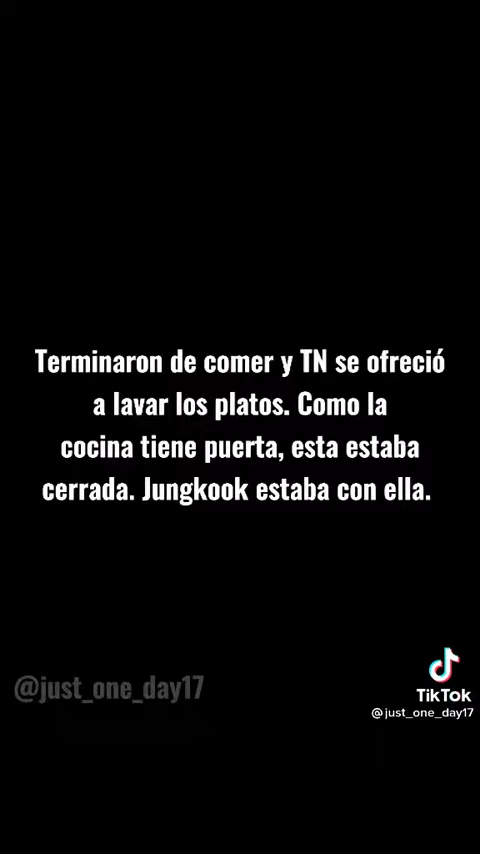 Terminaron de comer y TN se ofreció
a lavar los platos. Como la
cocina tiene puerta, esta estaba
cerrada. Jungkook estaba con ella.
@just_one_day17
TikTok
@just_one_day17